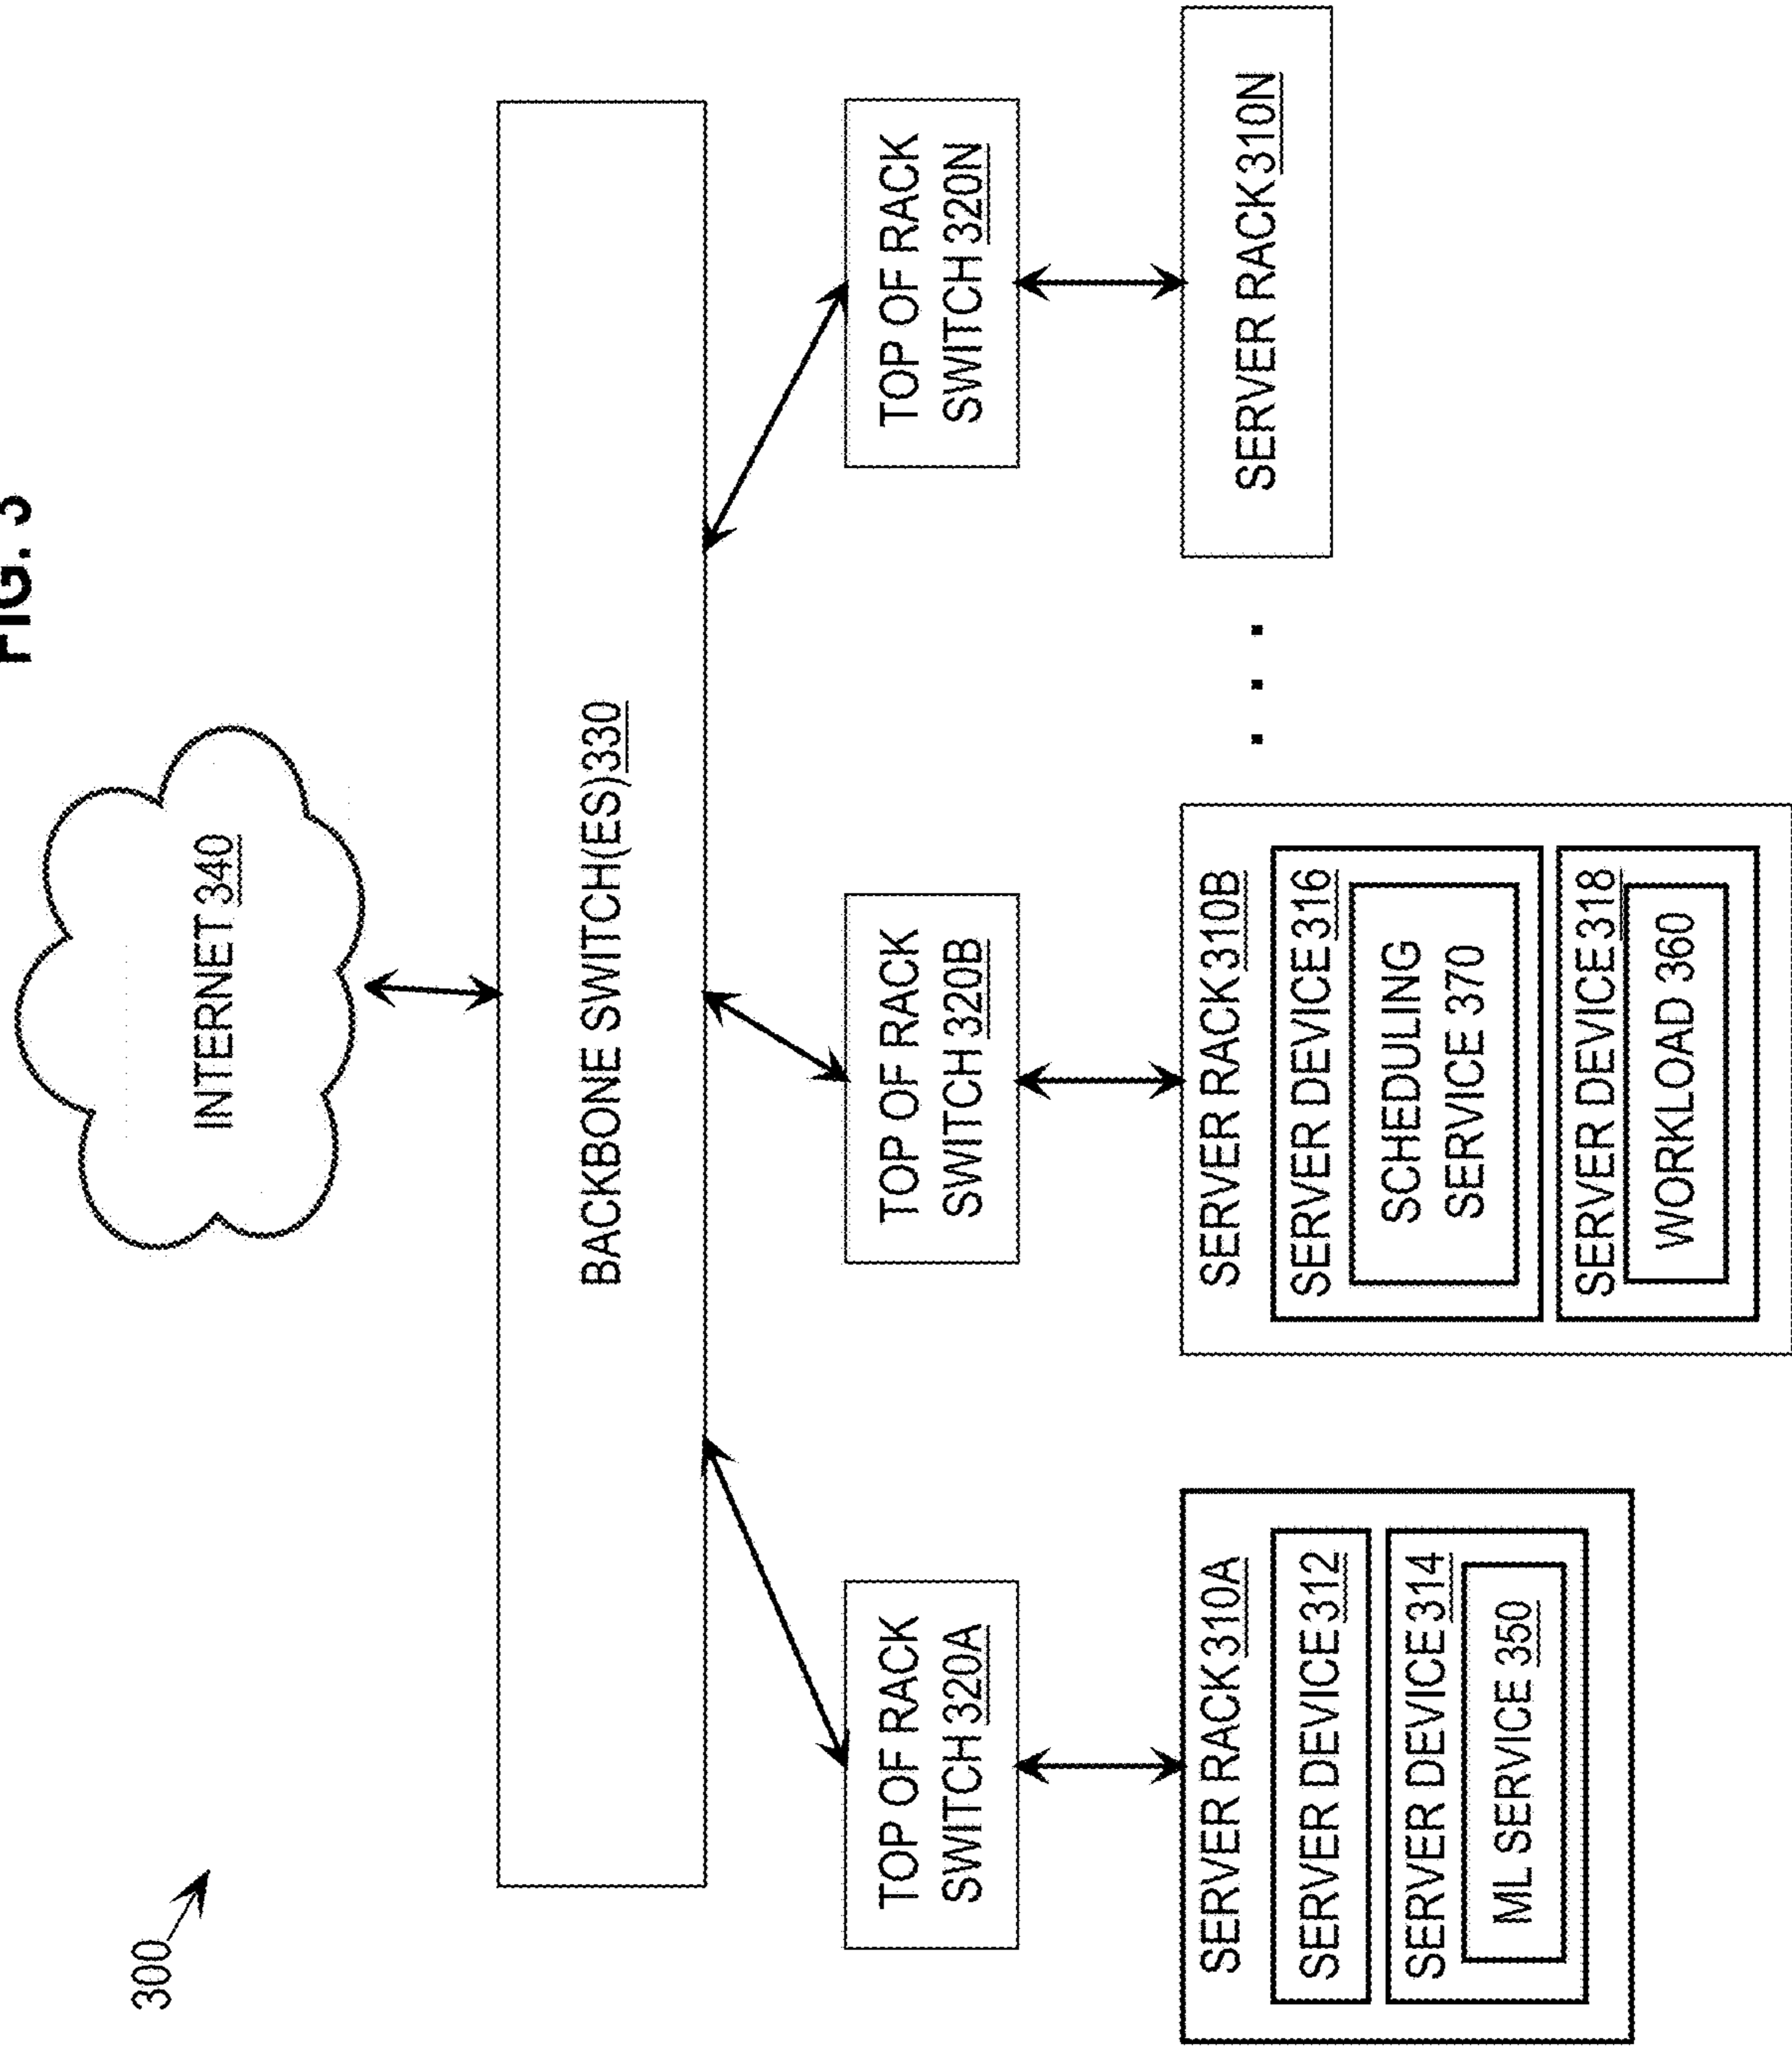 FIG. 3
300
INTERNET 340
BACKBONE SWITCH(ES) 330
TOP OF RACK
SWITCH 320A
TOP OF RACK
SWITCH 320B
TOP OF RACK
SWITCH 320N
SERVER RACK 310A
SERVER DEVICE 312
SERVER DEVICE 314
ML SERVICE 350
SERVER RACK 310B
SERVER DEVICE 316
SCHEDULING
SERVICE 370
SERVER DEVICE 318
WORKLOAD 360
. . .
SERVER RACK 310N